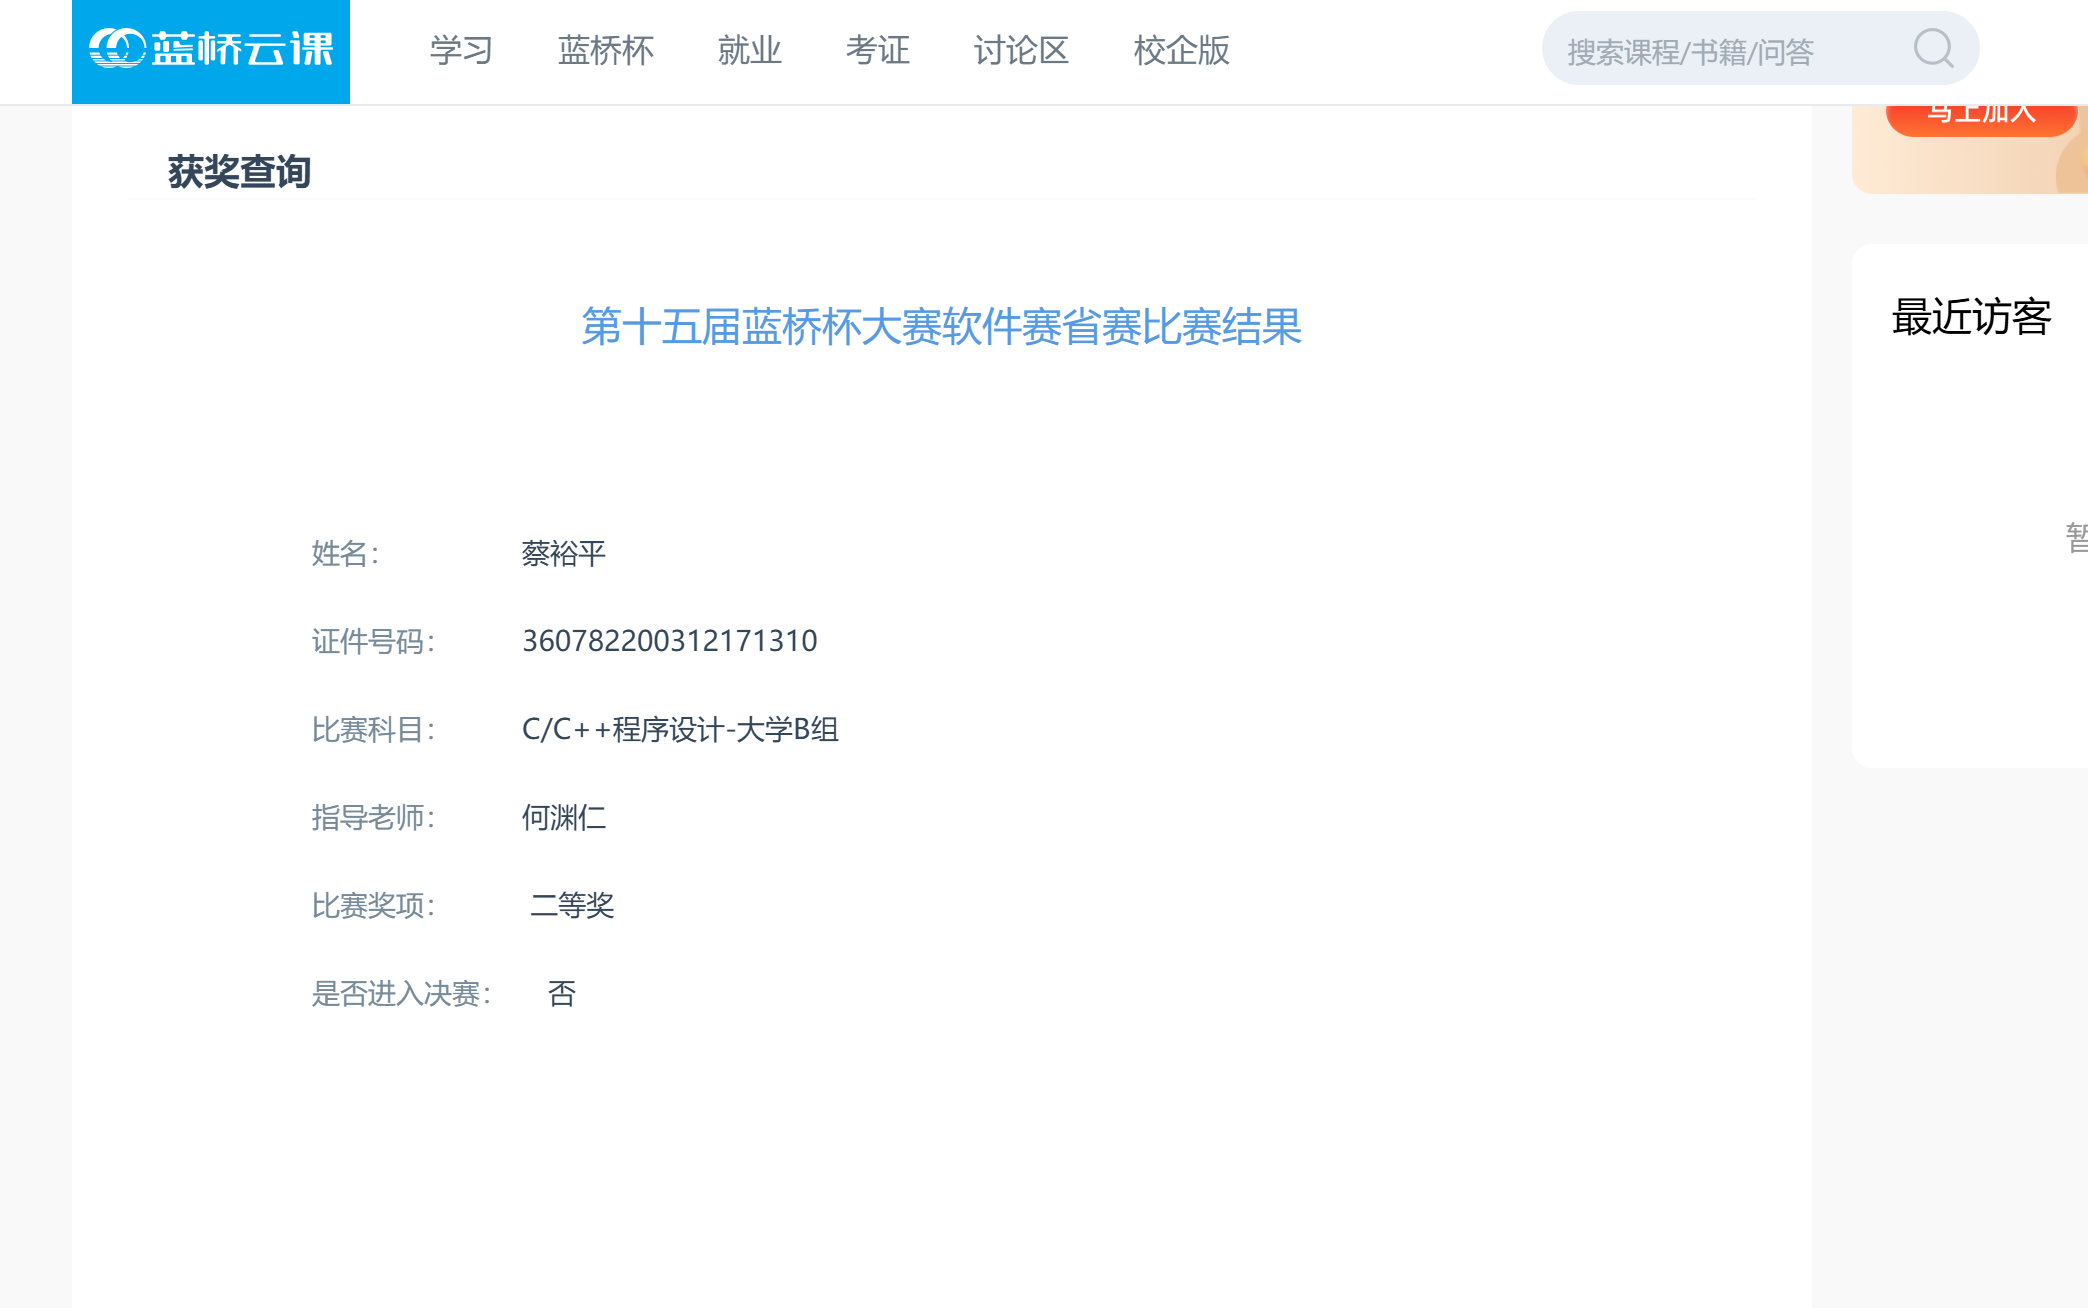 蓝桥云课 学习 蓝桥杯 就业 考证 讨论区 校企版 搜索课程/书籍/问答
马上加入
获奖查询
第十五届蓝桥杯大赛软件赛省赛比赛结果
最近访客
暂
姓名： 蔡裕平
证件号码： 360782200312171310
比赛科目： C/C++程序设计-大学B组
指导老师： 何渊仁
比赛奖项： 二等奖
是否进入决赛： 否